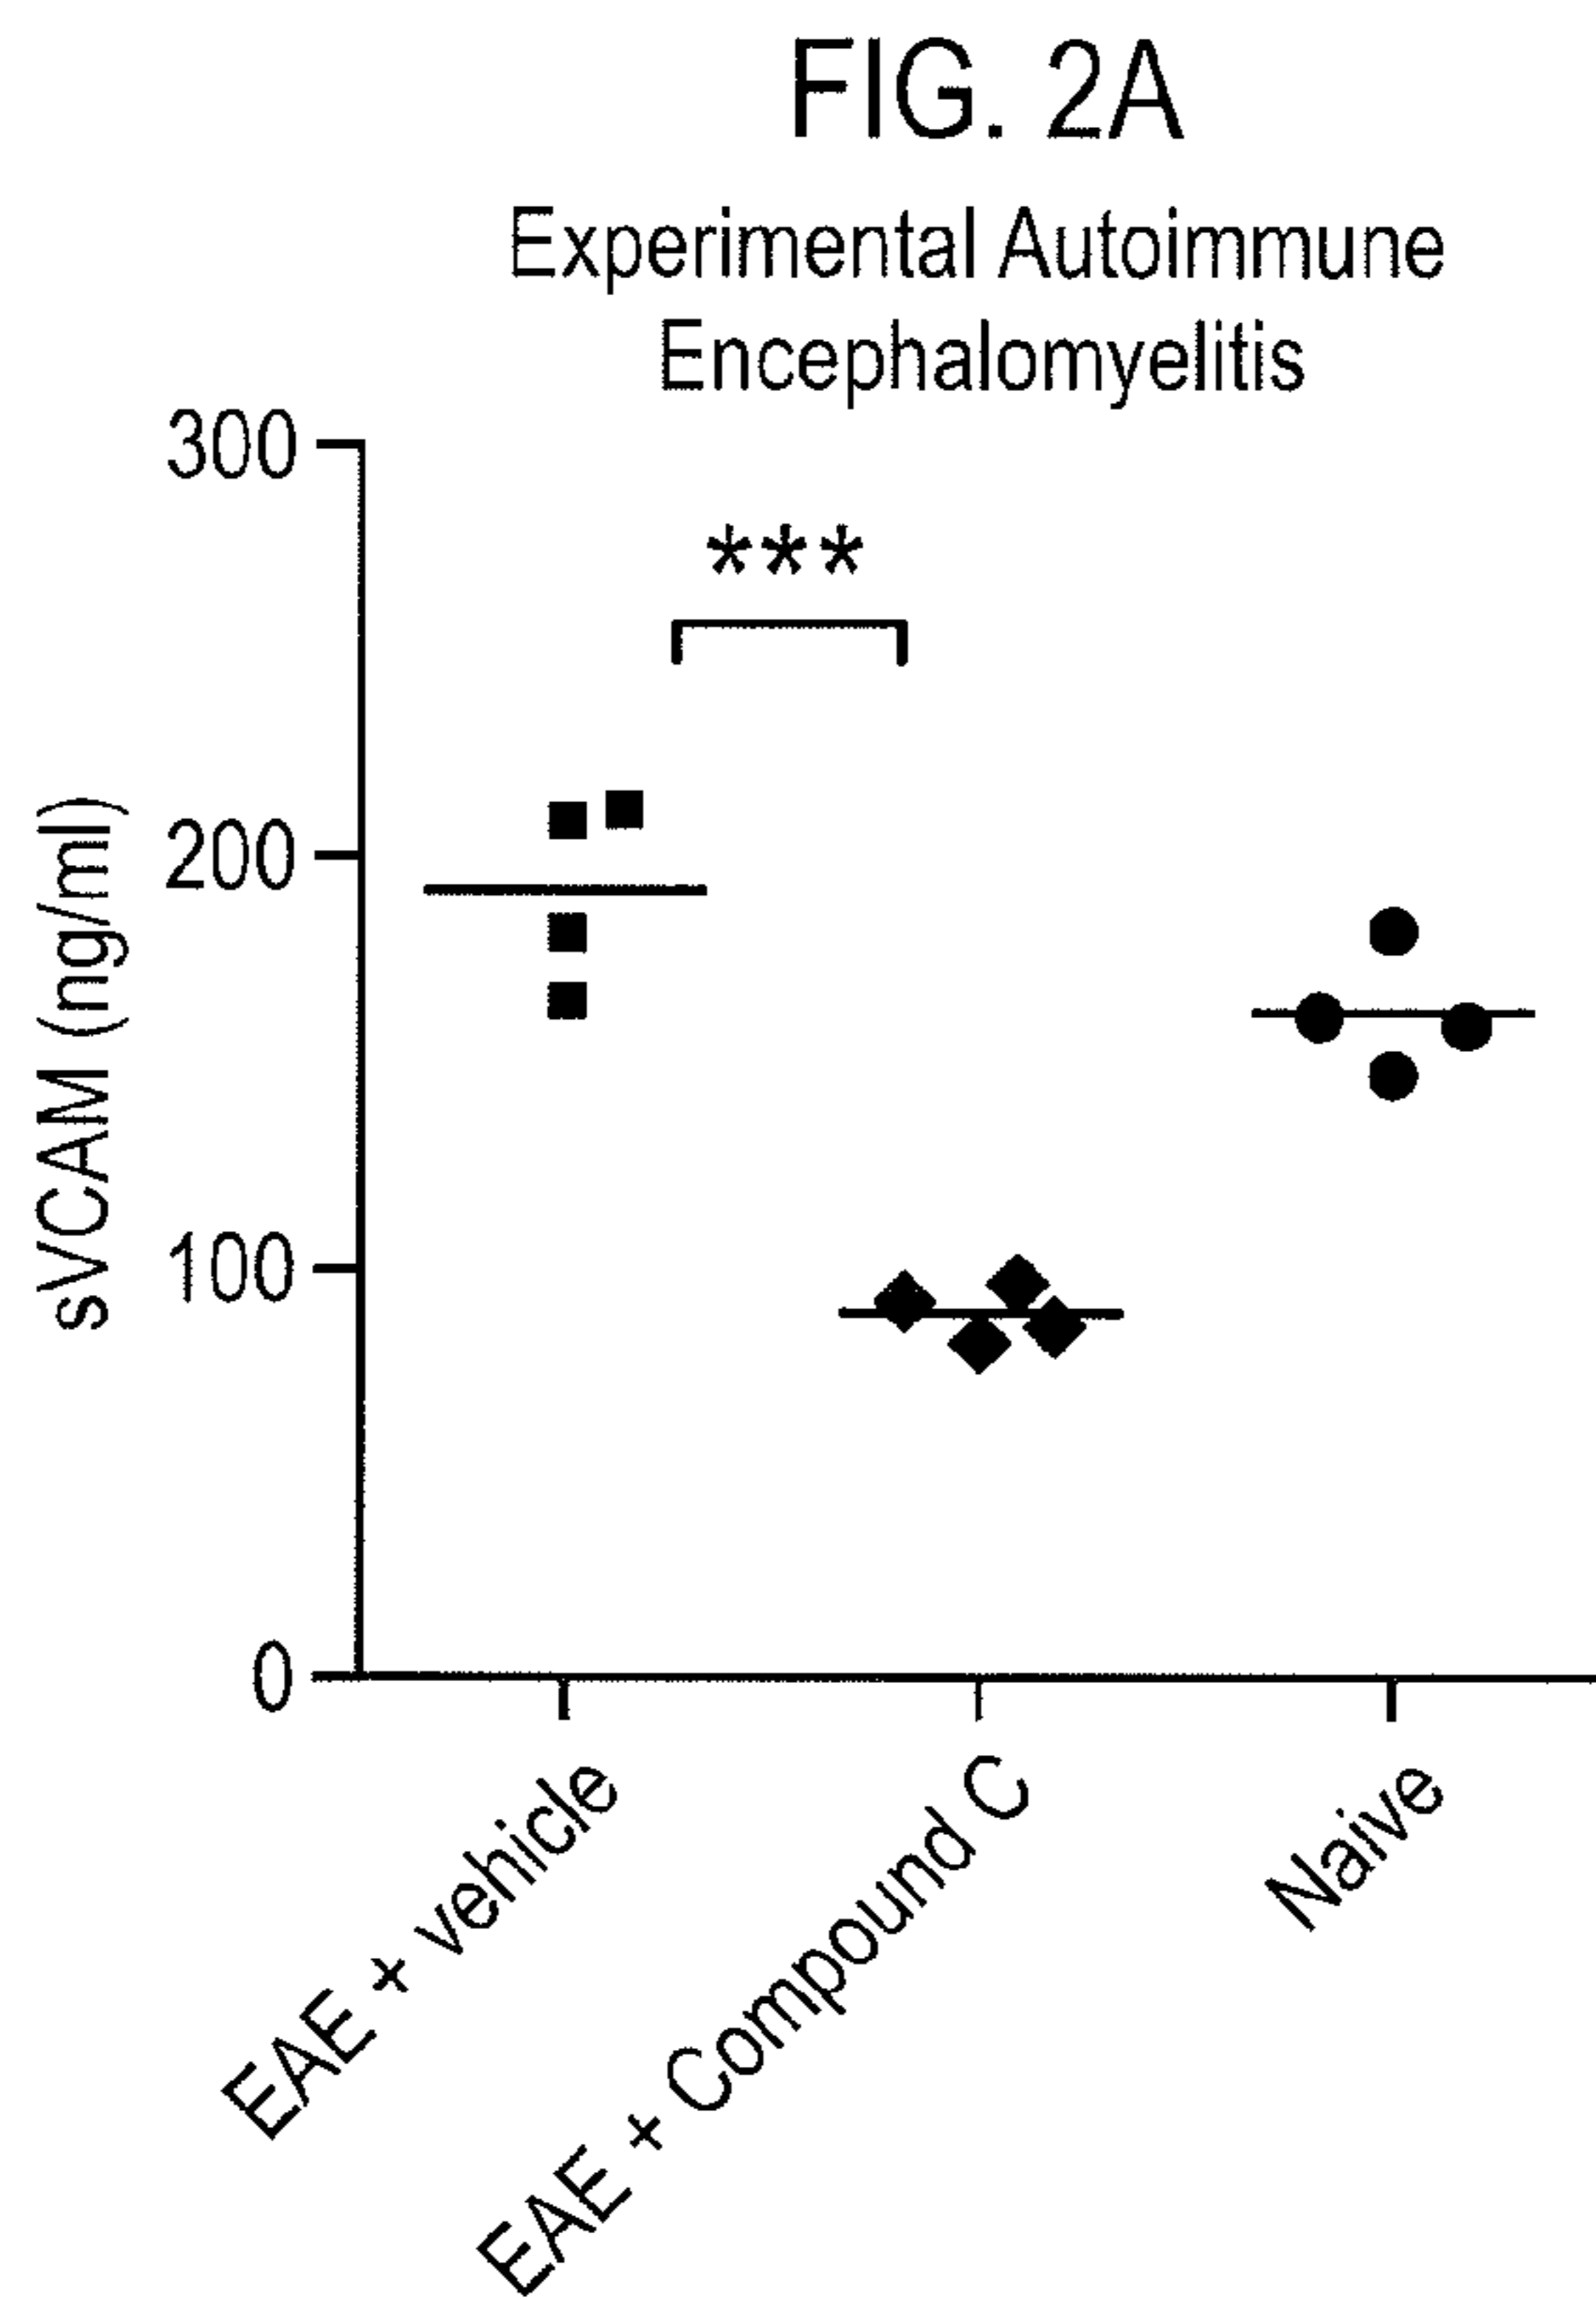 FIG. 2A
Experimental Autoimmune
Encephalomyelitis
300
***
200
100
0
sVCAM (ng/ml)
EAE + vehicle
EAE + Compound C
Naive